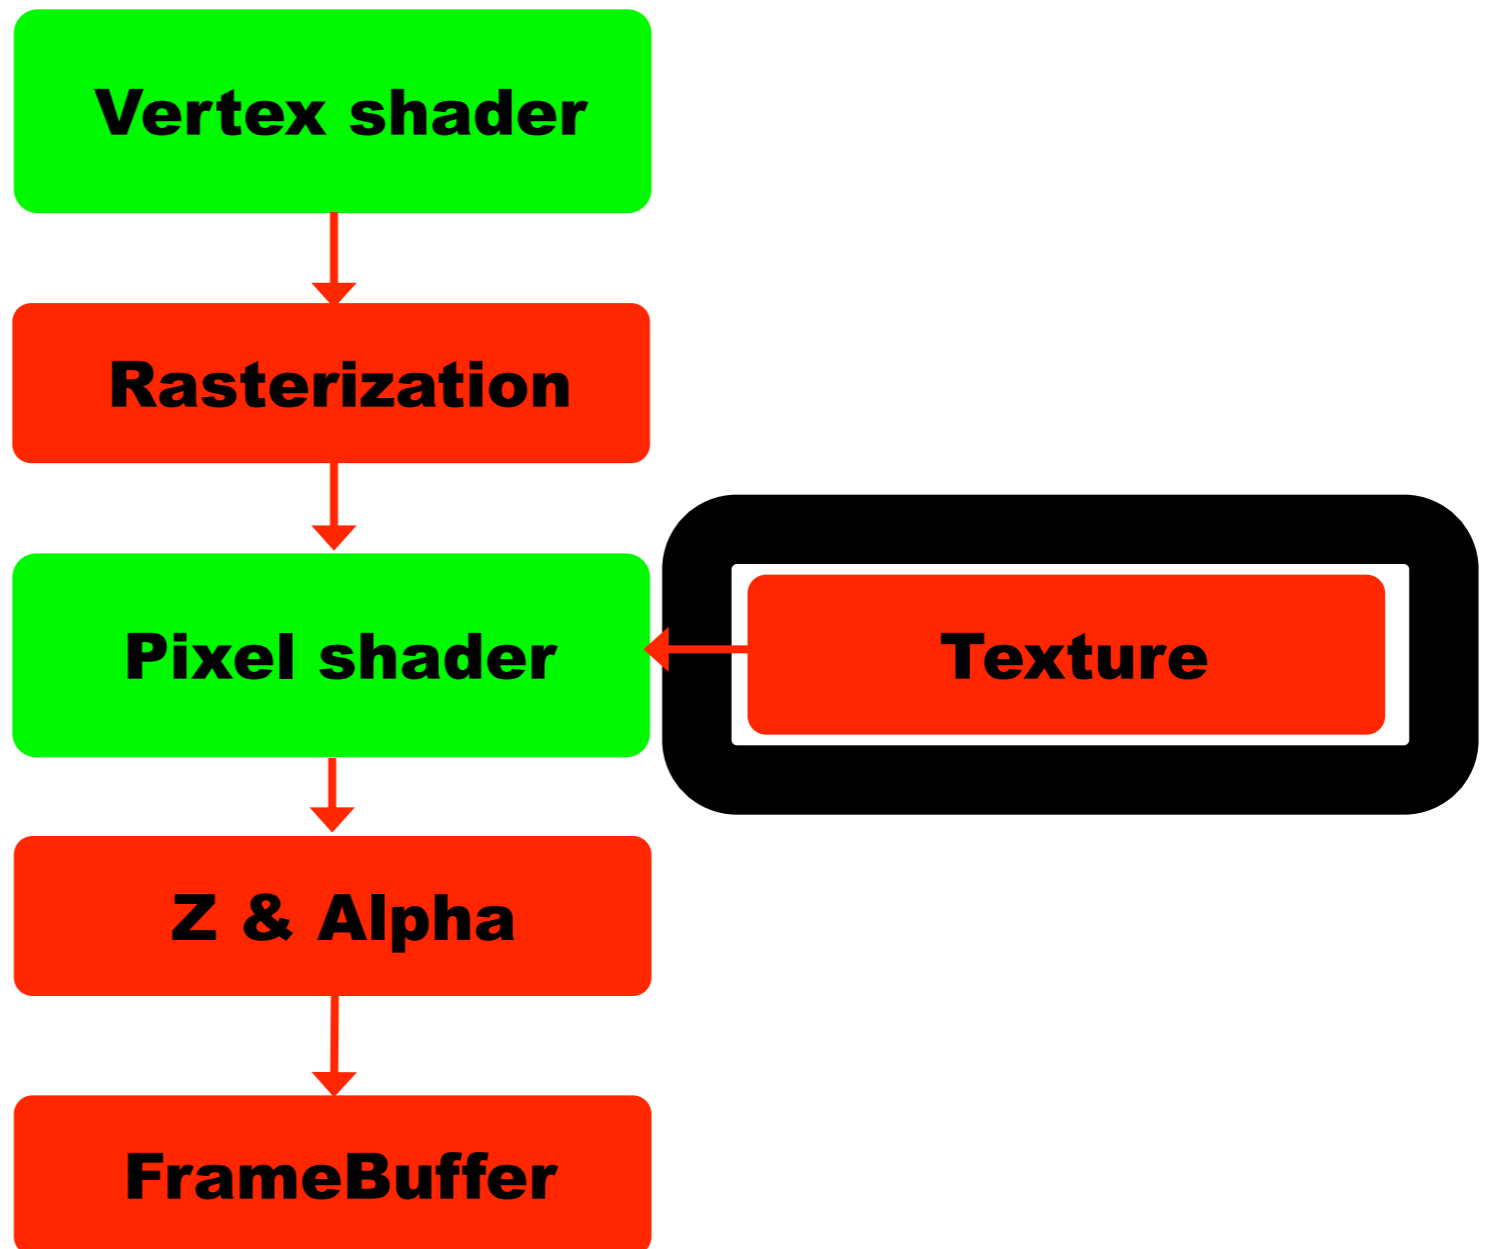 Vertex shader
Rasterization
Pixel shader
Texture
Z & Alpha
FrameBuffer